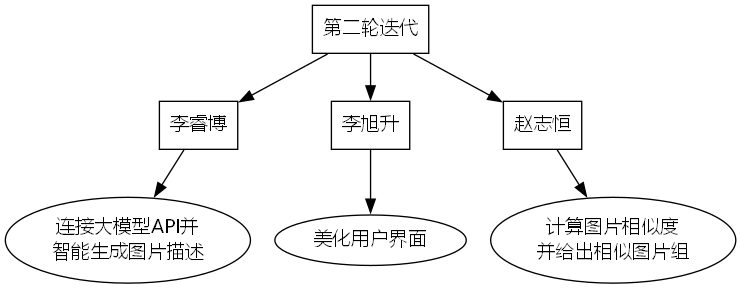 第二轮迭代
李睿博
李旭升
赵志恒
连接大模型API并
智能生成图片描述
美化用户界面
计算图片相似度
并给出相似图片组